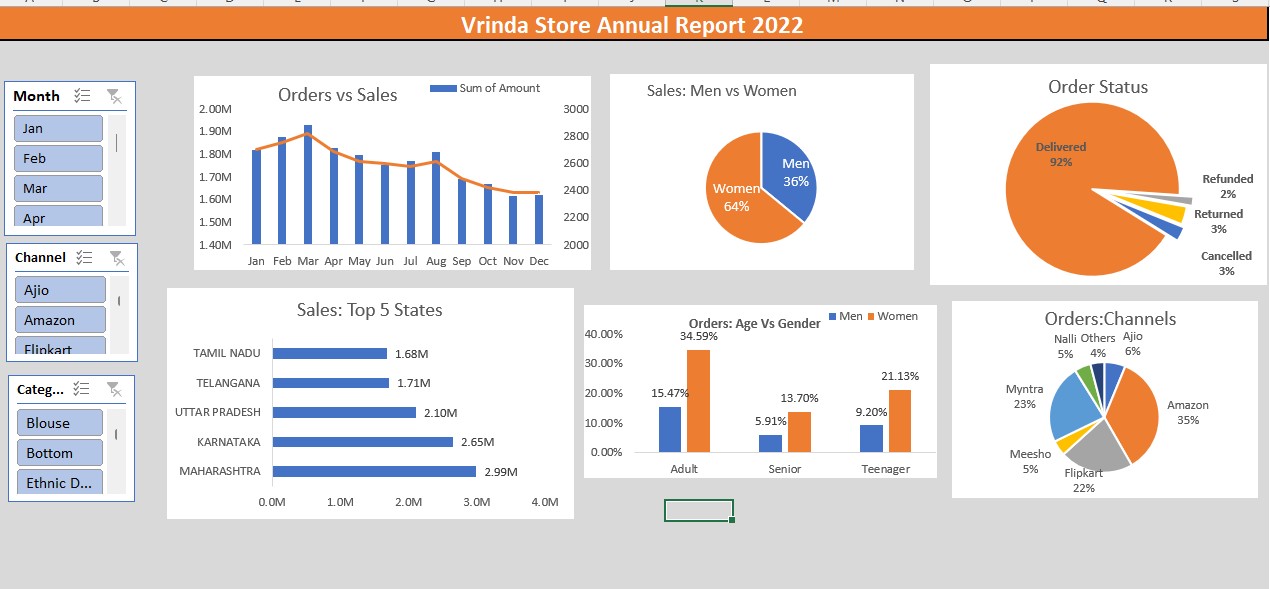 Vrinda Store Annual Report 2022
Month
Jan
Feb
Mar
Apr
Channel
Ajio
Amazon
Flipkart
Categ...
Blouse
Bottom
Ethnic D...
Orders vs Sales
Sum of Amount
2.00M
1.90M
1.80M
1.70M
1.60M
1.50M
1.40M
3000
2800
2600
2400
2200
2000
Jan Feb Mar Apr May Jun Jul Aug Sep Oct Nov Dec
Sales: Men vs Women
Men
36%
Women
64%
Order Status
Delivered
92%
Refunded
2%
Returned
3%
Cancelled
3%
Sales: Top 5 States
TAMIL NADU 1.68M
TELANGANA 1.71M
UTTAR PRADESH 2.10M
KARNATAKA 2.65M
MAHARASHTRA 2.99M
0.0M 1.0M 2.0M 3.0M 4.0M
Orders: Age Vs Gender
Men Women
40.00%
30.00%
20.00%
10.00%
0.00%
15.47% 34.59%
5.91% 13.70%
9.20% 21.13%
Adult Senior Teenager
Orders:Channels
Nalli
5%
Others
4%
Ajio
6%
Myntra
23%
Amazon
35%
Meesho
5%
Flipkart
22%